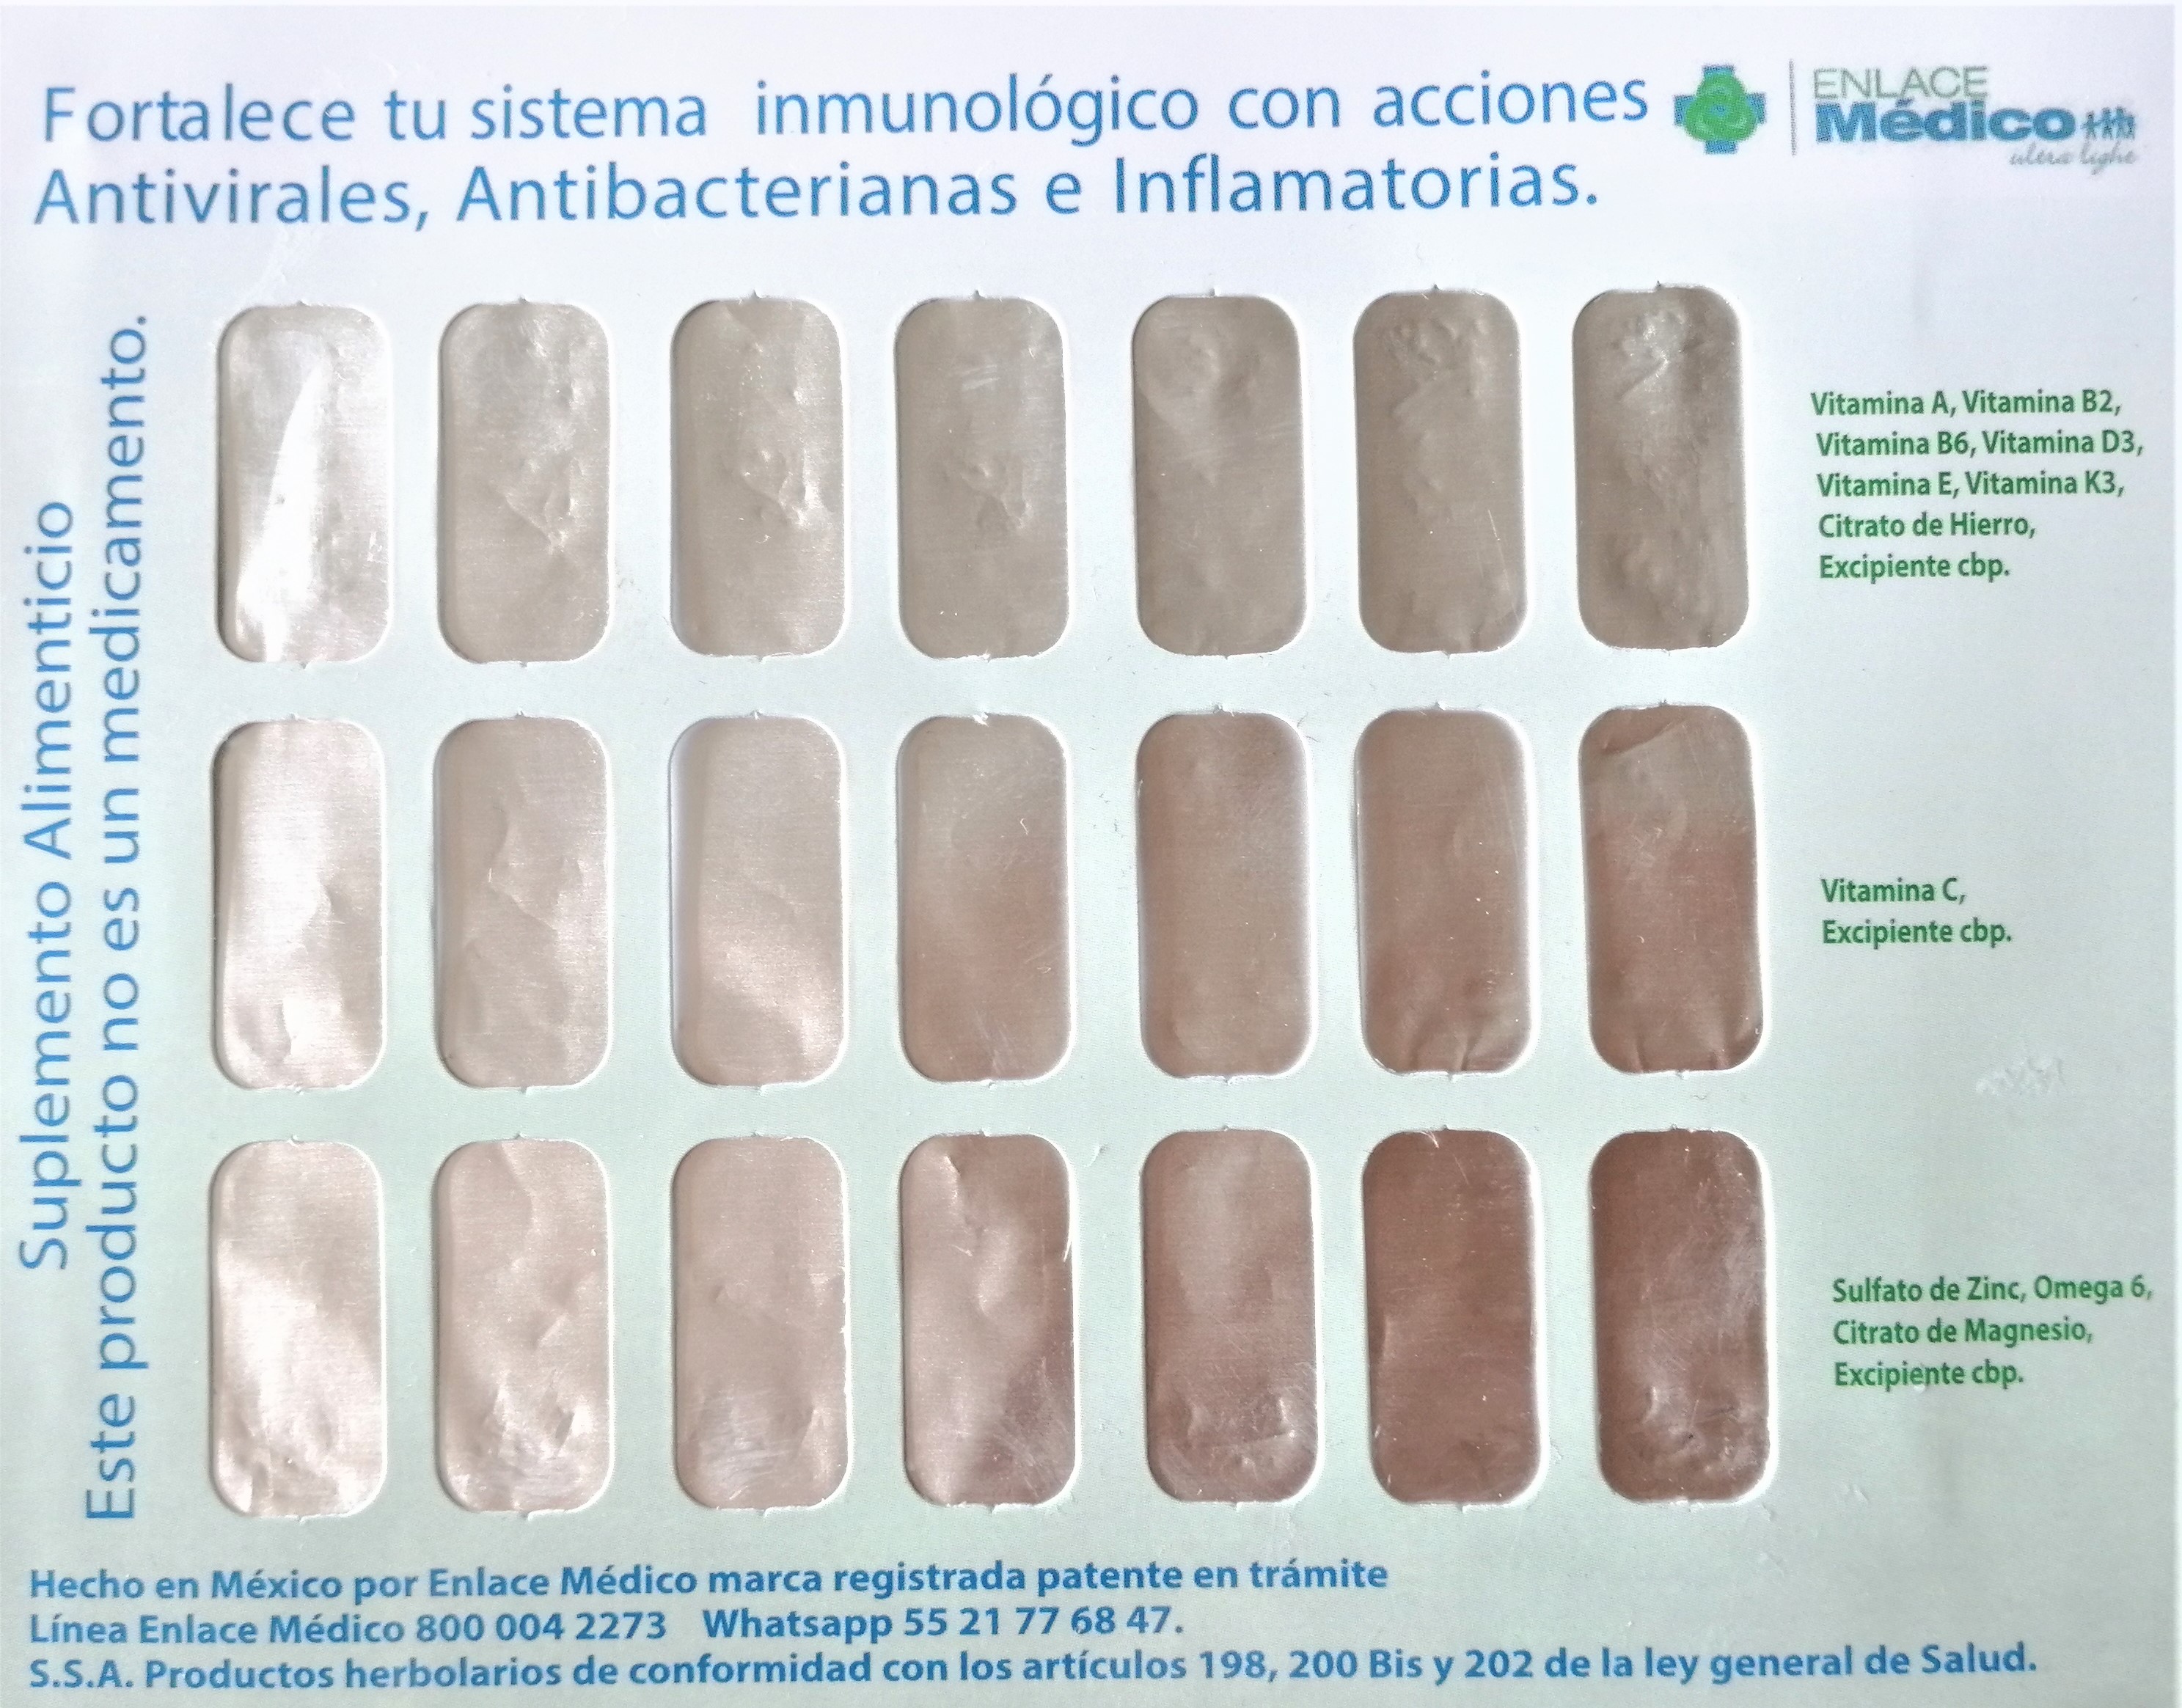 Fortalece tu sistema inmunológico con acciones
Antivirales, Antibacterianas e Inflamatorias.
ENLACE
Médico
ultra light
Suplemento Alimenticio
Este producto no es un medicamento.
Vitamina A, Vitamina B2,
Vitamina B6, Vitamina D3,
Vitamina E, Vitamina K3,
Citrato de Hierro,
Excipiente cbp.
Vitamina C,
Excipiente cbp.
Sulfato de Zinc, Omega 6,
Citrato de Magnesio,
Excipiente cbp.
Hecho en México por Enlace Médico marca registrada patente en trámite
Línea Enlace Médico 800 004 2273 Whatsapp 55 21 77 68 47.
S.S.A. Productos herbolarios de conformidad con los artículos 198, 200 Bis y 202 de la ley general de Salud.